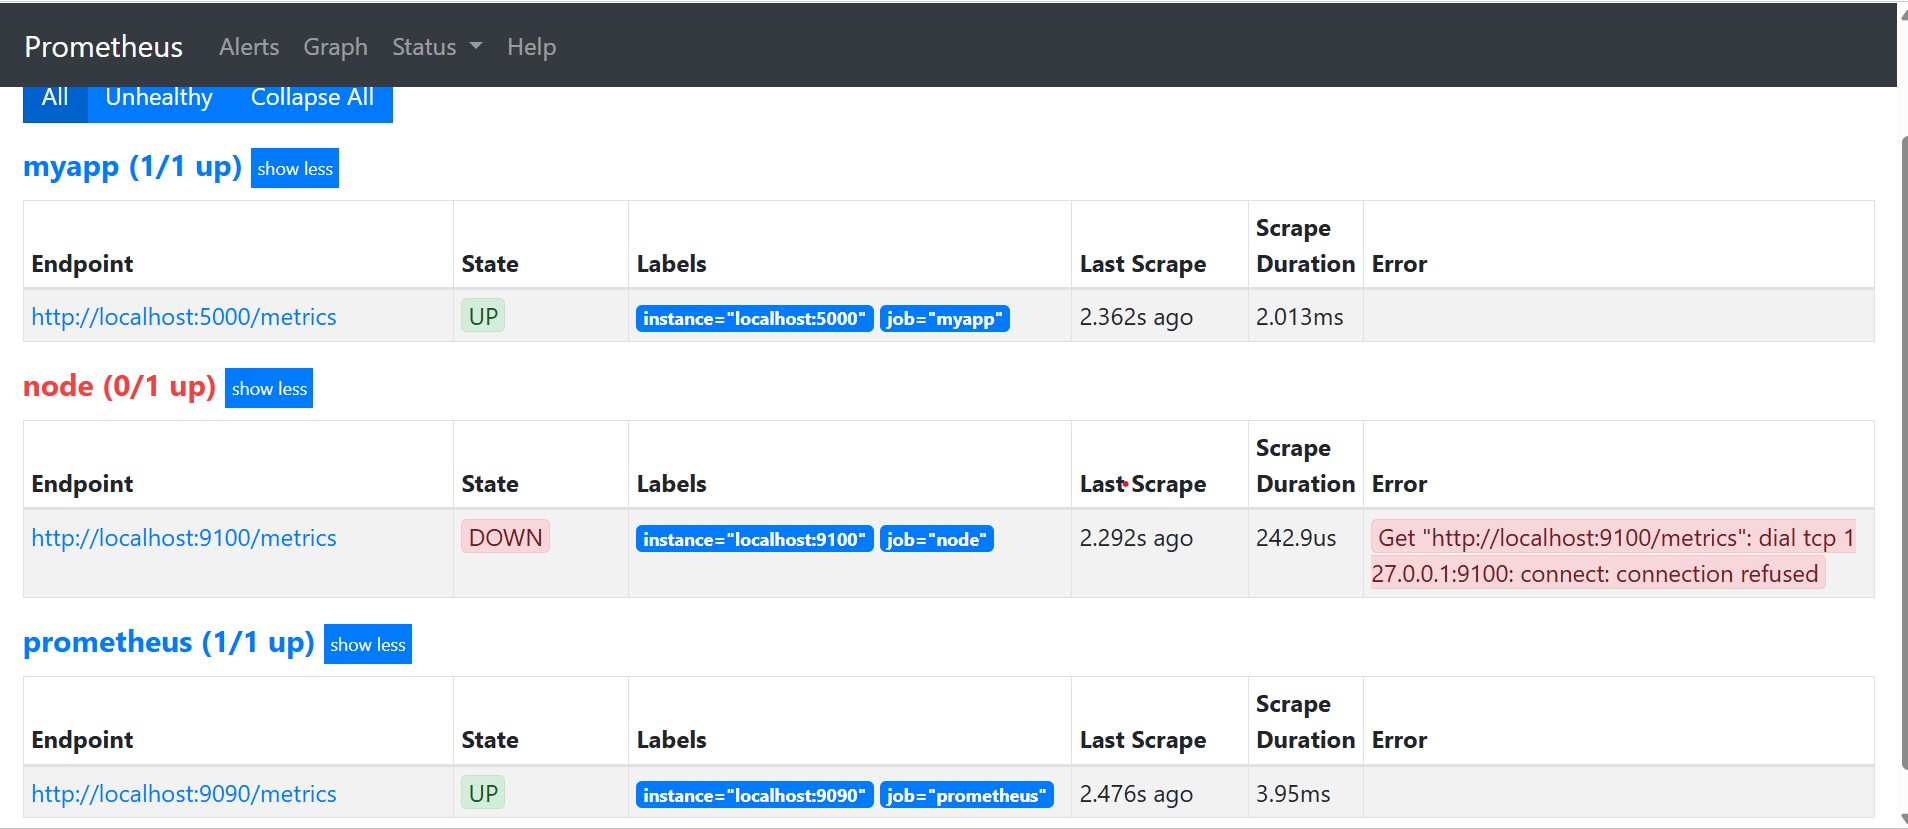 Prometheus Alerts Graph Status Help
All Unhealthy Collapse All
myapp (1/1 up) show less
Endpoint State Labels Last Scrape Scrape Duration Error
http://localhost:5000/metrics UP instance="localhost:5000" job="myapp" 2.362s ago 2.013ms
node (0/1 up) show less
Endpoint State Labels Last Scrape Scrape Duration Error
http://localhost:9100/metrics DOWN instance="localhost:9100" job="node" 2.292s ago 242.9us Get "http://localhost:9100/metrics": dial tcp 1
27.0.0.1:9100: connect: connection refused
prometheus (1/1 up) show less
Endpoint State Labels Last Scrape Scrape Duration Error
http://localhost:9090/metrics UP instance="localhost:9090" job="prometheus" 2.476s ago 3.95ms